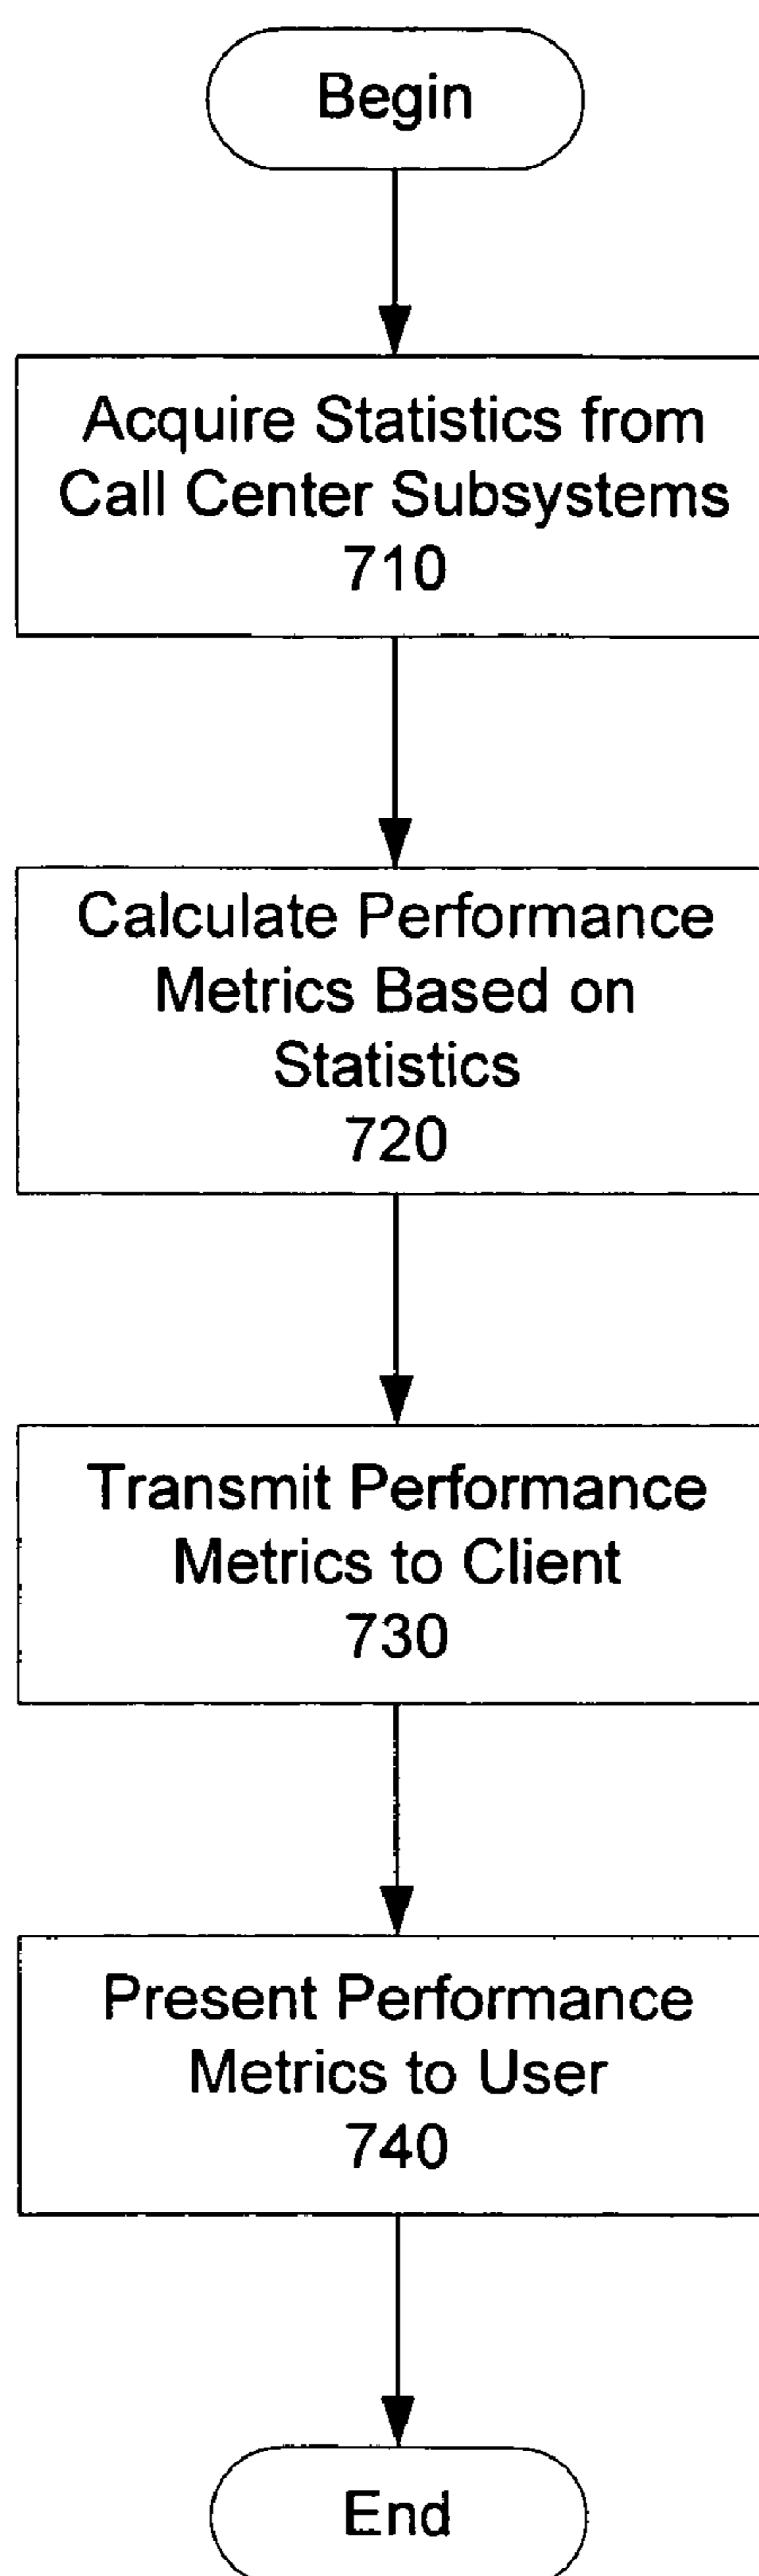 Begin
Acquire Statistics from
Call Center Subsystems
710
Calculate Performance
Metrics Based on
Statistics
720
Transmit Performance
Metrics to Client
730
Present Performance
Metrics to User
740
End